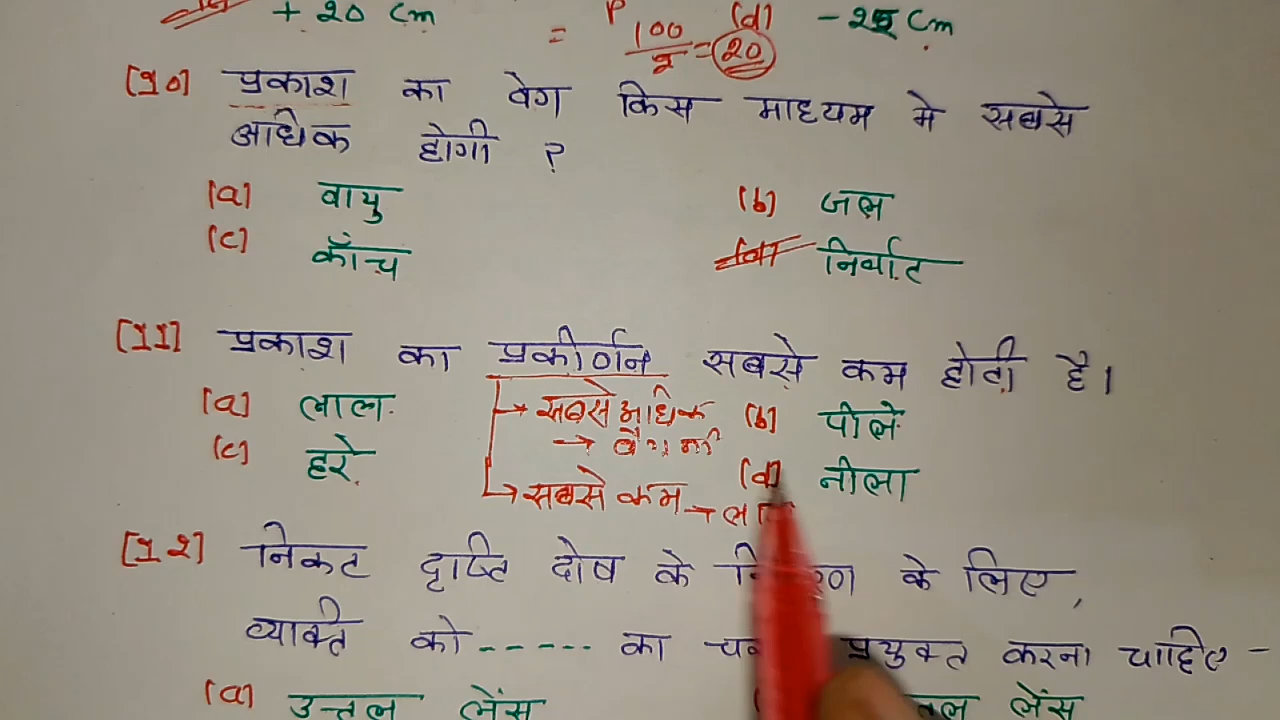 + 20 cm
(d) - 25 cm
= 100/5 = 20
[10] प्रकाश का वेग किस माध्यम मे सबसे
अधिक होगी ?
(a) वायु (b) जल
(c) काँच (d) निर्वात
[11] प्रकाश का प्रकीर्णन सबसे कम होती है।
(a) लाल (b) पीले
(c) हरे (d) नीला
→ सबसे अधिक
→ बैगनी
→ सबसे कम →
[12] निकट दृष्टि दोष के के लिए,
व्यक्ति को ------ का प्रयुक्त करना चाहिए -
(a) उत्तल लेंस लेंस